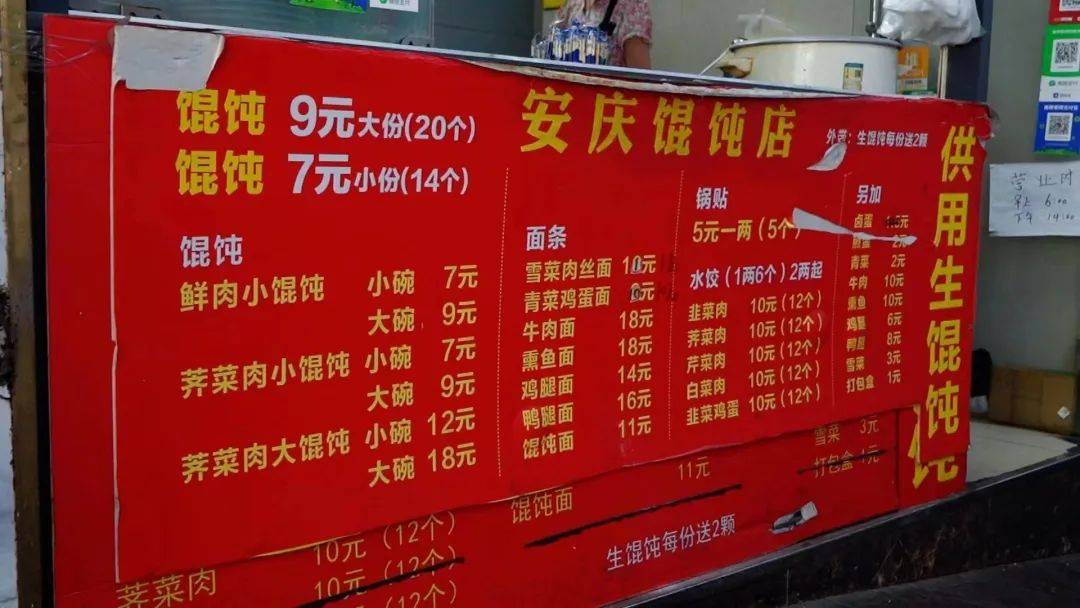 馄饨 9元大份(20个)
馄饨 7元小份(14个)
安庆馄饨店
外带：生馄饨每份送2颗
供用生馄饨
馄饨
鲜肉小馄饨 小碗 7元
大碗 9元
荠菜肉小馄饨 小碗 7元
大碗 9元
荠菜肉大馄饨 小碗 12元
大碗 18元
面条
雪菜肉丝面
青菜鸡蛋面
牛肉面 18元
熏鱼面 18元
鸡腿面 14元
鸭腿面 16元
馄饨面 11元
锅贴
5元一两（5个）
水饺（1两6个）2两起
韭菜肉 10元（12个）
荠菜肉 10元（12个）
芹菜肉 10元（12个）
白菜肉 10元（12个）
韭菜鸡蛋 10元（12个）
另加
卤蛋
2元
青菜 2元
牛肉 10元
熏鱼 10元
鸡腿 6元
鸭腿 8元
雪菜 3元
打包盒 1元
雪菜 3元
打包盒 1元
馄饨面 11元
10元（12个）
荠菜肉 10元（12个）
（12个）
生馄饨每份送2颗
饨
营业时
6:00
下午 14:00